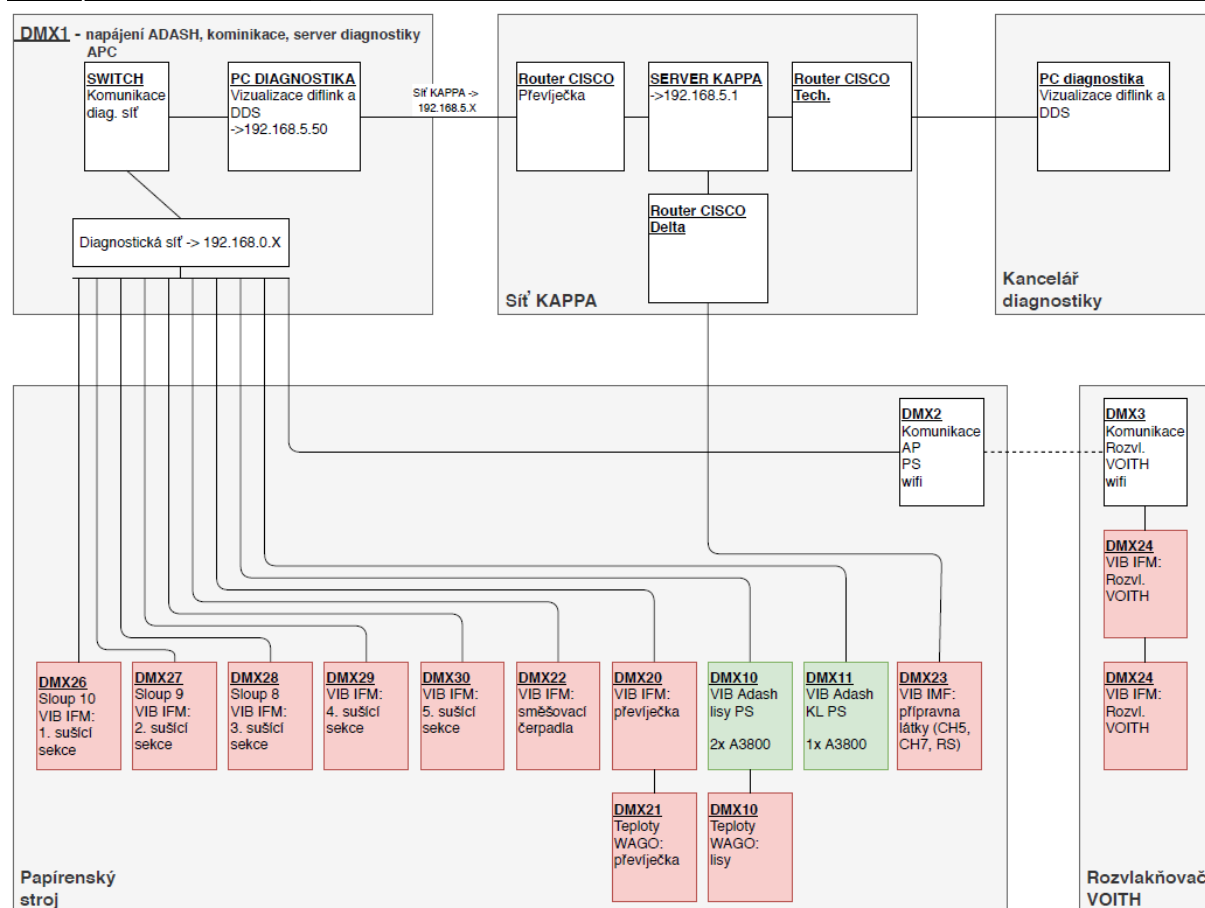 DMX1 - napájení ADASH, kominikace, server diagnostiky
APC
SWITCH
Komunikace
diag. síť
PC DIAGNOSTIKA
Vizualizace diflink a
DDS
->192.168.5.50
Síť KAPPA ->
192.168.5.X
Router CISCO
Převíječka
SERVER KAPPA
->192.168.5.1
Router CISCO
Tech.
PC diagnostika
Vizualizace diflink a
DDS
Router CISCO
Delta
Diagnostická síť -> 192.168.0.X
Síť KAPPA
Kancelář
diagnostiky
DMX2
Komunikace
AP
PS
wifi
DMX3
Komunikace
Rozvl.
VOITH
wifi
DMX24
VIB IFM:
Rozvl.
VOITH
DMX26
Sloup 10
VIB IFM:
1. sušící
sekce
DMX27
Sloup 9
VIB IFM:
2. sušící
sekce
DMX28
Sloup 8
VIB IFM:
3. sušící
sekce
DMX29
VIB IFM:
4. sušící
sekce
DMX30
VIB IFM:
5. sušící
sekce
DMX22
VIB IFM:
směšovací
čerpadla
DMX20
VIB IFM:
převíječka
DMX10
VIB Adash
lisy PS
2x A3800
DMX11
VIB Adash
KL PS
1x A3800
DMX23
VIB IMF:
přípravna
látky (CH5,
CH7, RS)
DMX24
VIB IFM:
Rozvl.
VOITH
DMX21
Teploty
WAGO:
převíječka
DMX10
Teploty
WAGO:
lisy
Papírenský
stroj
Rozvlakňovač
VOITH